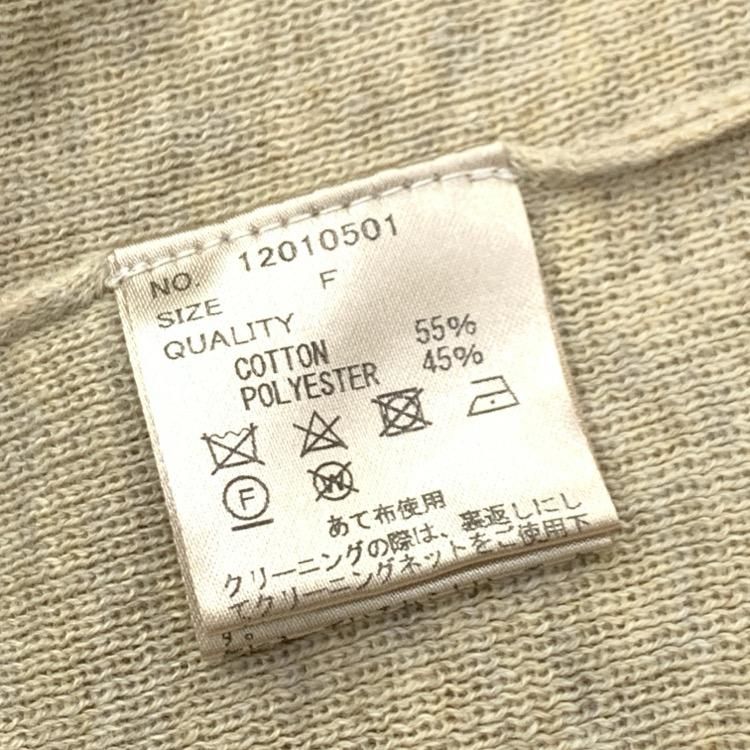 NO. 12010501
SIZE F
QUALITY
COTTON 55%
POLYESTER 45%
F
W
あて布使用
クリーニングの際は、裏返しにし
てクリーニングネットをご使用下